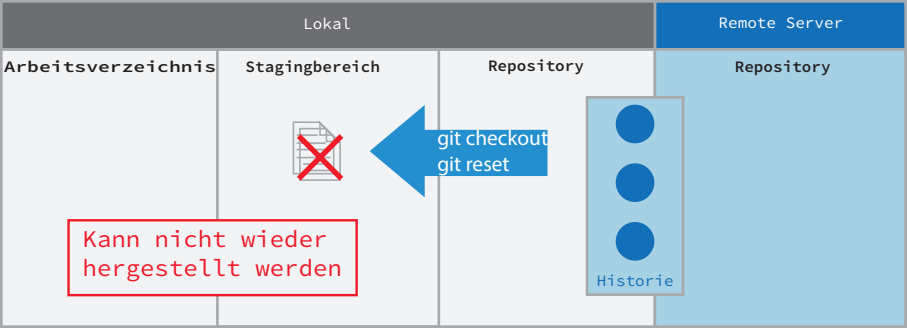 Lokal
Remote Server
Arbeitsverzeichnis
Stagingbereich
Repository
Repository
git checkout
git reset
Kann nicht wieder
hergestellt werden
Historie